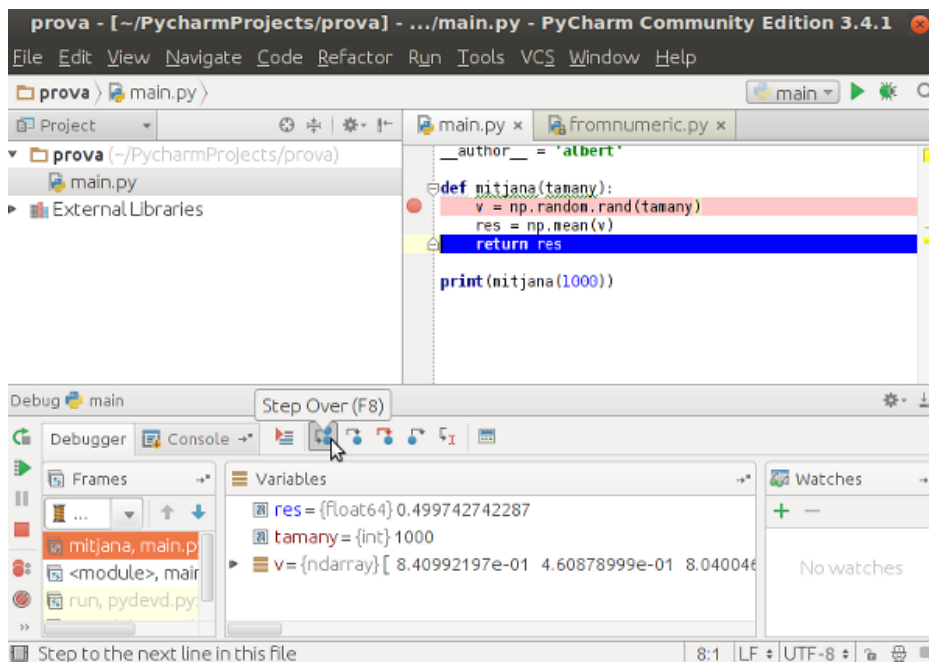 prova - [~/PycharmProjects/prova] - .../main.py - PyCharm Community Edition 3.4.1
File Edit View Navigate Code Refactor Run Tools VCS Window Help
prova main.py main
Project
main.py
fromnumeric.py
prova (~/PycharmProjects/prova)
main.py
External Libraries
__author__ = 'albert'
def mitjana(tamany):
v = np.random.rand(tamany)
res = np.mean(v)
return res
print(mitjana(1000))
Debug main
Step Over (F8)
Debugger Console
Frames
Variables
Watches
...
res = {float64} 0.499742742287
tamany = {int} 1000
v = {ndarray} [ 8.40992197e-01 4.60878999e-01 8.040046
mitjana, main.p
<module>, mair
run, pydevd.py:
No watches
Step to the next line in this file
8:1 LF UTF-8